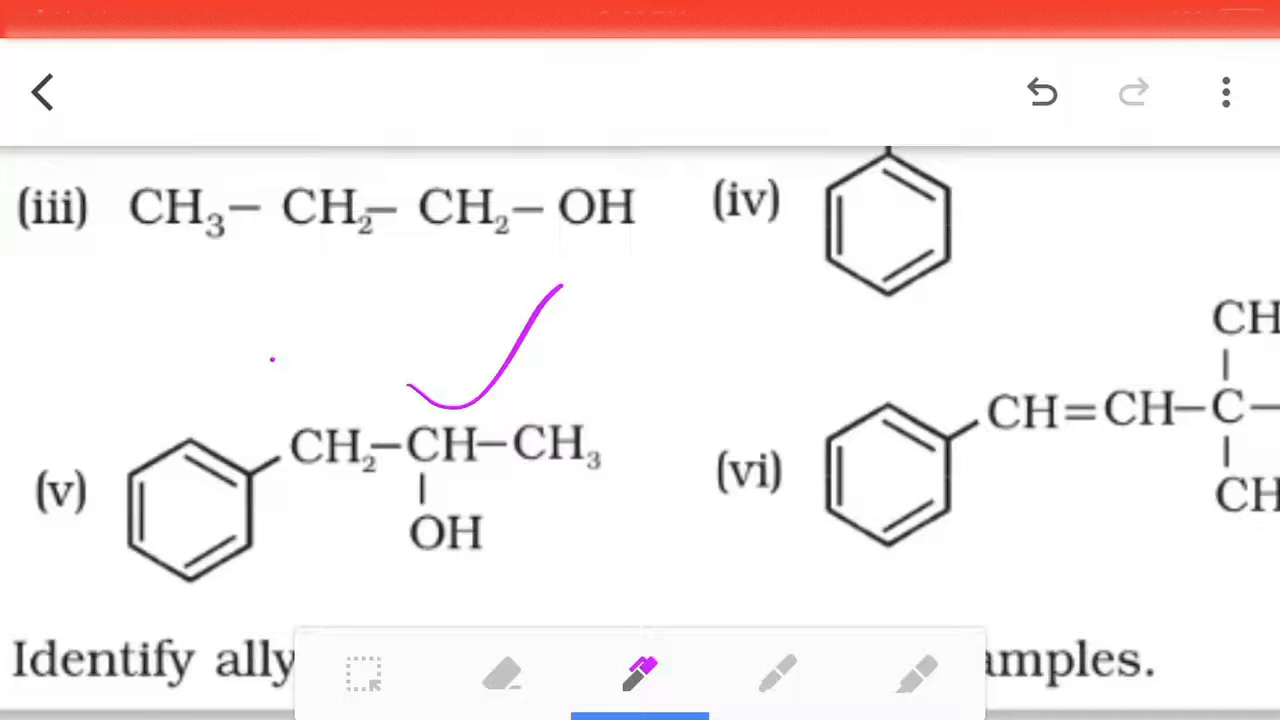 (iii) CH₃– CH₂– CH₂– OH (iv)
CH
(v) CH₂–CH–CH₃
OH
(vi) CH=CH–C–
CH
Identify ally amples.